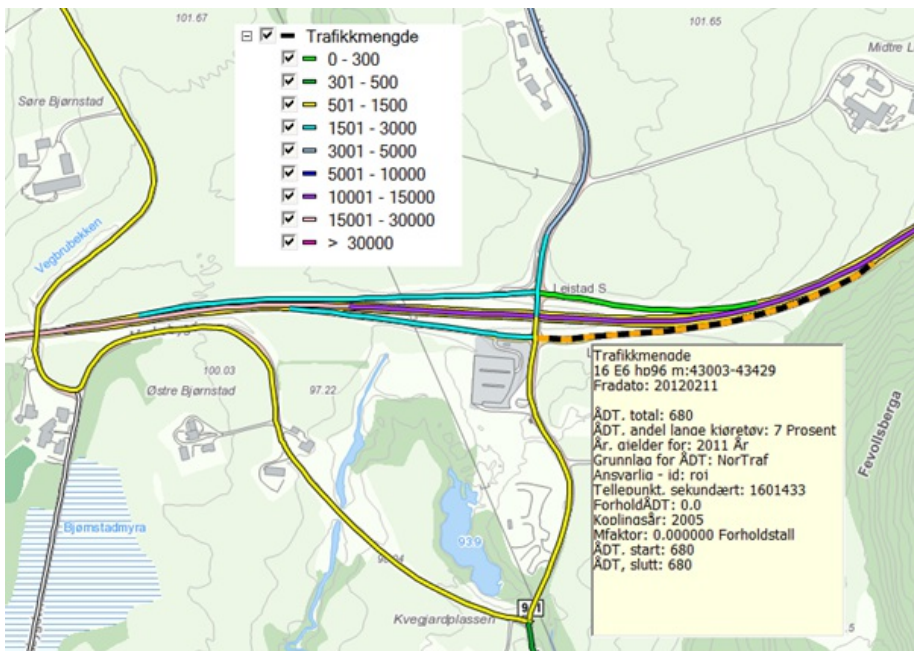 101.67
101.65
Trafikkmengde
0 - 300
301 - 500
501 - 1500
1501 - 3000
3001 - 5000
5001 - 10000
10001 - 15000
15001 - 30000
> 30000
Midtre L
Søre Bjørnstad
Vegbrubekken
Leistad S
100.03
97.22
Østre Bjørnstad
Fevollsberga
Bjørnstadmyra
93.9
Kvegjardplassen
Trafikkmengde
16 E6 hp96 m:43003-43429
Fradato: 20120211
ÅDT. total: 680
ÅDT. andel lange kjøretøy: 7 Prosent
År. gjelder for: 2011 År
Grunnlag for ÅDT: NorTraf
Ansvarlig - id: roj
Tellepunkt. sekundært: 1601433
ForholdÅDT: 0.0
Koplingsår: 2005
Mfaktor: 0.000000 Forholdstall
ÅDT. start: 680
ÅDT, slutt: 680
.5